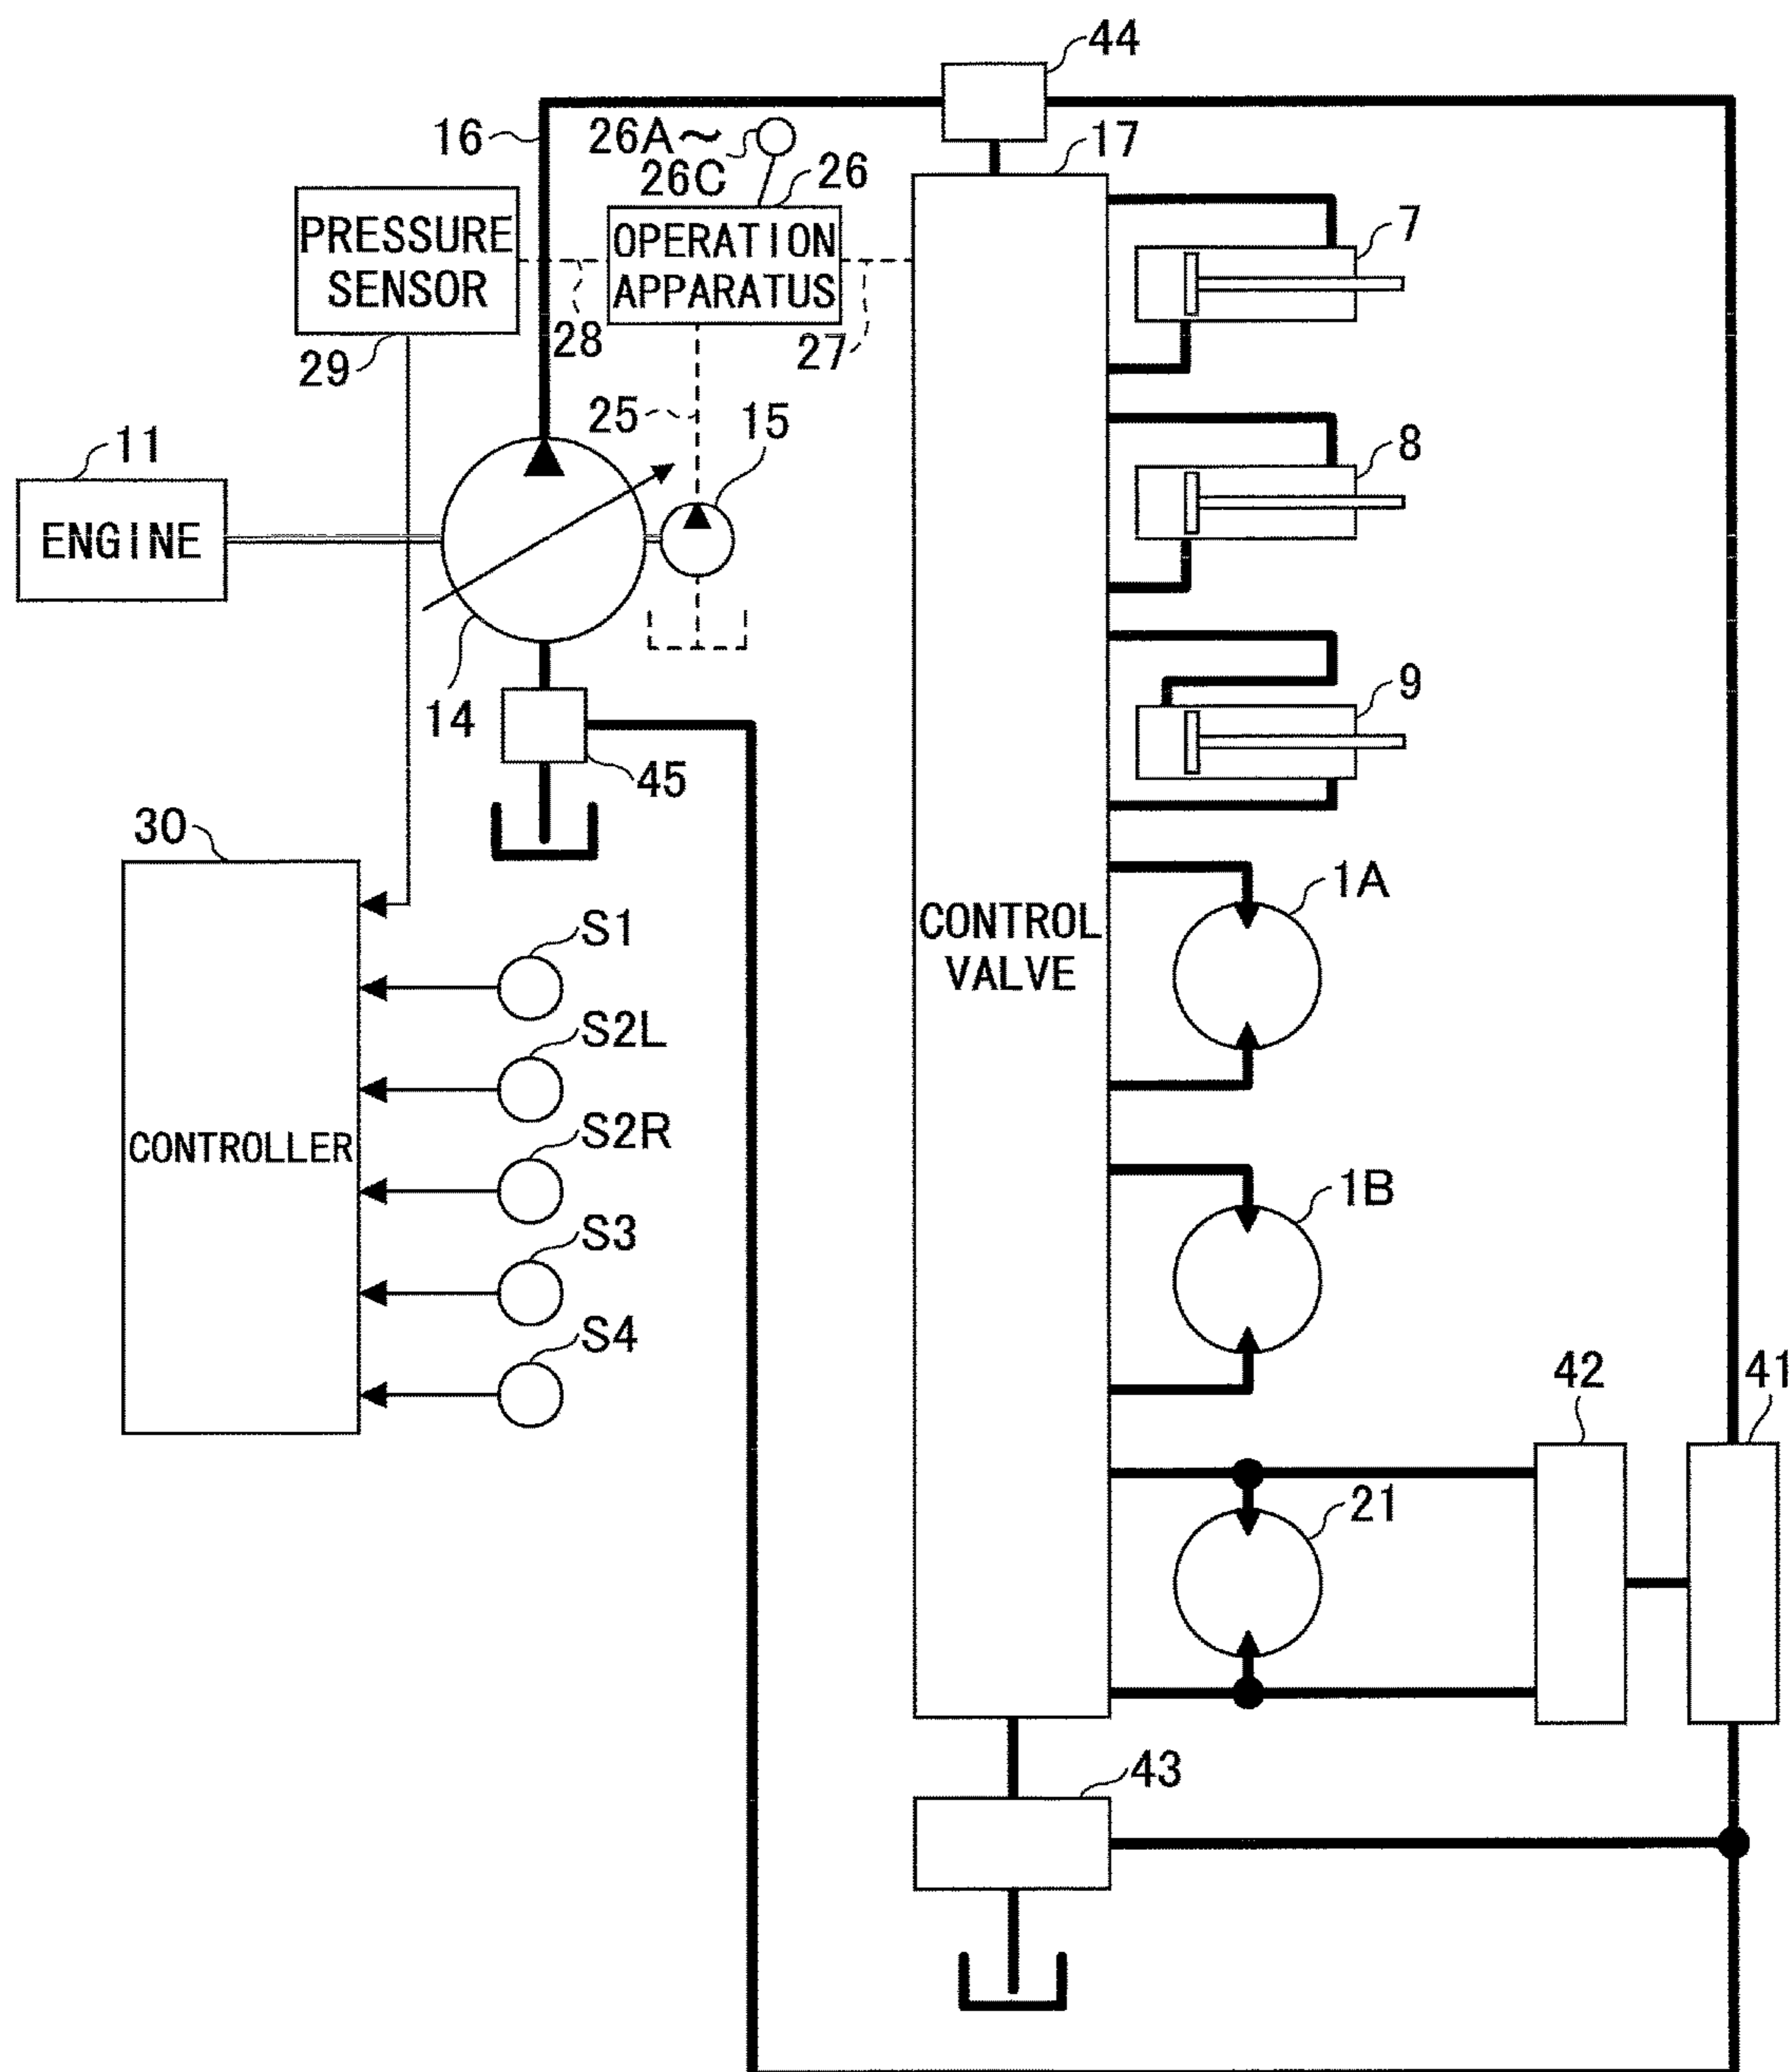 44
16
26A～
26C
26
17
PRESSURE
SENSOR
OPERATION
APPARATUS
7
29
28
27
25
15
11
8
ENGINE
14
9
45
30
1A
S1
CONTROL
VALVE
S2L
CONTROLLER
S2R
1B
S3
S4
42
41
21
43